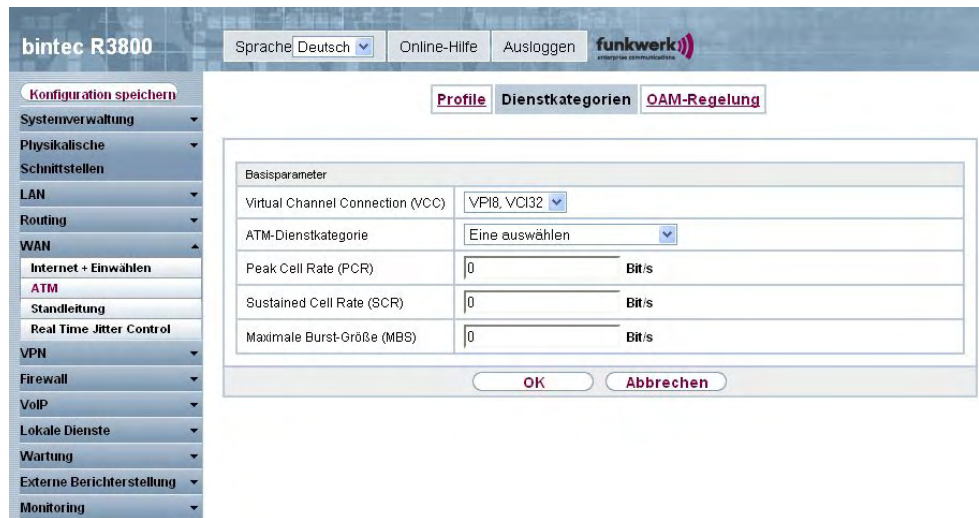 bintec R3800
Sprache Deutsch
Online-Hilfe
Ausloggen
funkwerk
enterprise communications
Konfiguration speichern
Systemverwaltung
Physikalische
Schnittstellen
LAN
Routing
WAN
Internet + Einwählen
ATM
Standleitung
Real Time Jitter Control
VPN
Firewall
VoIP
Lokale Dienste
Wartung
Externe Berichterstellung
Monitoring
Profile
Dienstkategorien
OAM-Regelung
Basisparameter
Virtual Channel Connection (VCC) VPI8, VCI32
ATM-Dienstkategorie Eine auswählen
Peak Cell Rate (PCR) 0 Bit/s
Sustained Cell Rate (SCR) 0 Bit/s
Maximale Burst-Größe (MBS) 0 Bit/s
OK
Abbrechen